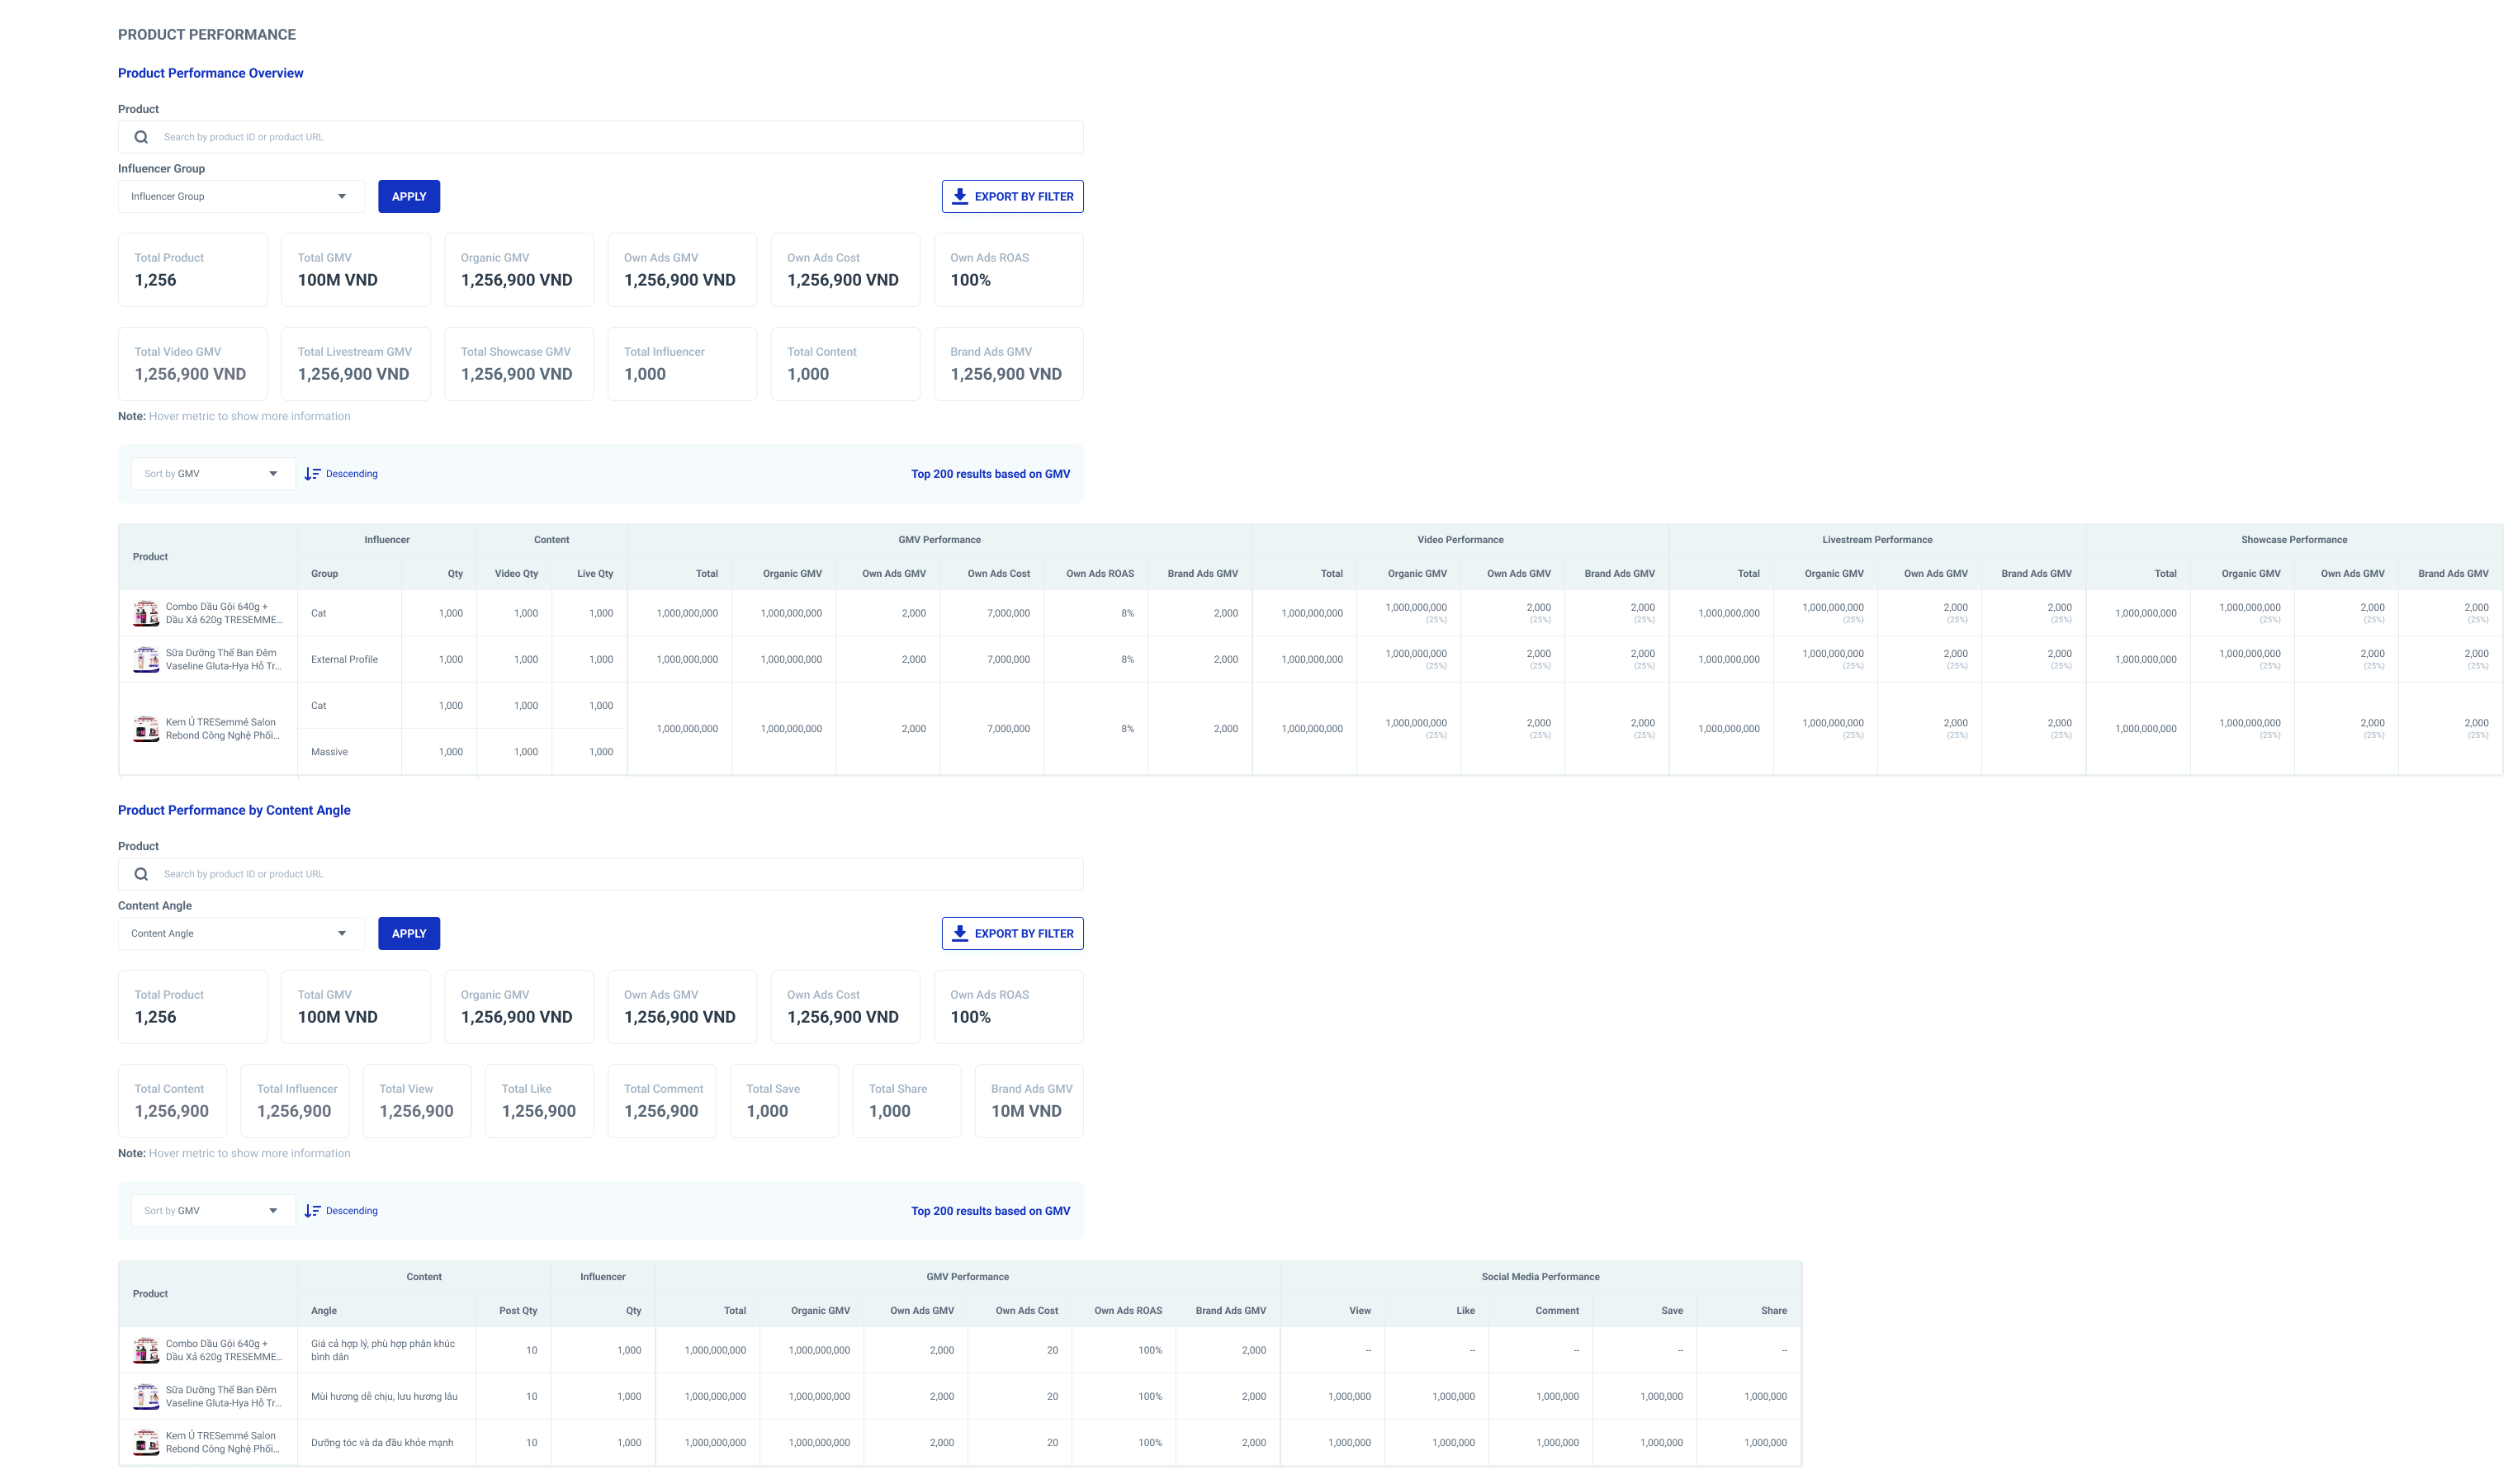 PRODUCT PERFORMANCE
Product Performance Overview
Product
Search by product ID or product URL
Influencer Group
Influencer Group
APPLY
EXPORT BY FILTER
Total Product Total GMV Organic GMV Own Ads GMV Own Ads Cost Own Ads ROAS
1,256 100M VND 1,256,900 VND 1,256,900 VND 1,256,900 VND 100%
Total Video GMV Total Livestream GMV Total Showcase GMV Total Influencer Total Content Brand Ads GMV
1,256,900 VND 1,256,900 VND 1,256,900 VND 1,000 1,000 1,256,900 VND
Note: Hover metric to show more information
Sort by GMV Descending Top 200 results based on GMV
Product Influencer Content GMV Performance Video Performance Livestream Performance Showcase Performance
Group Qty Video Qty Live Qty Total Organic GMV Own Ads GMV Own Ads Cost Own Ads ROAS Brand Ads GMV Total Organic GMV Own Ads GMV Brand Ads GMV Total Organic GMV Own Ads GMV Brand Ads GMV Total Organic GMV Own Ads GMV Brand Ads GMV
Combo Dầu Gội 640g +
Dầu Xả 620g TRESEMME...
Cat 1,000 1,000 1,000 1,000,000,000 1,000,000,000 2,000 7,000,000 8% 2,000 1,000,000,000 1,000,000,000 2,000 2,000 1,000,000,000 1,000,000,000 2,000 2,000 1,000,000,000 1,000,000,000 2,000 2,000
(25%) (25%) (25%) (25%) (25%) (25%) (25%) (25%) (25%)
Sữa Dưỡng Thể Ban Đêm
Vaseline Gluta-Hya Hỗ Tr...
External Profile 1,000 1,000 1,000 1,000,000,000 1,000,000,000 2,000 7,000,000 8% 2,000 1,000,000,000 1,000,000,000 2,000 2,000 1,000,000,000 1,000,000,000 2,000 2,000 1,000,000,000 1,000,000,000 2,000 2,000
(25%) (25%) (25%) (25%) (25%) (25%) (25%) (25%) (25%)
Kem Ủ TRESemmé Salon
Rebond Công Nghệ Phối...
Cat 1,000 1,000 1,000
Massive 1,000 1,000 1,000
1,000,000,000 1,000,000,000 2,000 7,000,000 8% 2,000 1,000,000,000 1,000,000,000 2,000 2,000 1,000,000,000 1,000,000,000 2,000 2,000 1,000,000,000 1,000,000,000 2,000 2,000
(25%) (25%) (25%) (25%) (25%) (25%) (25%) (25%) (25%)
Product Performance by Content Angle
Product
Search by product ID or product URL
Content Angle
Content Angle
APPLY
EXPORT BY FILTER
Total Product Total GMV Organic GMV Own Ads GMV Own Ads Cost Own Ads ROAS
1,256 100M VND 1,256,900 VND 1,256,900 VND 1,256,900 VND 100%
Total Content Total Influencer Total View Total Like Total Comment Total Save Total Share Brand Ads GMV
1,256,900 1,256,900 1,256,900 1,256,900 1,256,900 1,000 1,000 10M VND
Note: Hover metric to show more information
Sort by GMV Descending Top 200 results based on GMV
Product Content Influencer GMV Performance Social Media Performance
Angle Post Qty Qty Total Organic GMV Own Ads GMV Own Ads Cost Own Ads ROAS Brand Ads GMV View Like Comment Save Share
Combo Dầu Gội 640g +
Dầu Xả 620g TRESEMME...
Giá cả hợp lý, phù hợp phân khúc
bình dân
10 1,000 1,000,000,000 1,000,000,000 2,000 20 100% 2,000 -- -- -- -- --
Sữa Dưỡng Thể Ban Đêm
Vaseline Gluta-Hya Hỗ Tr...
Mùi hương dễ chịu, lưu hương lâu 10 1,000 1,000,000,000 1,000,000,000 2,000 20 100% 2,000 1,000,000 1,000,000 1,000,000 1,000,000 1,000,000
Kem Ủ TRESemmé Salon
Rebond Công Nghệ Phối...
Dưỡng tóc và da đầu khỏe mạnh 10 1,000 1,000,000,000 1,000,000,000 2,000 20 100% 2,000 1,000,000 1,000,000 1,000,000 1,000,000 1,000,000